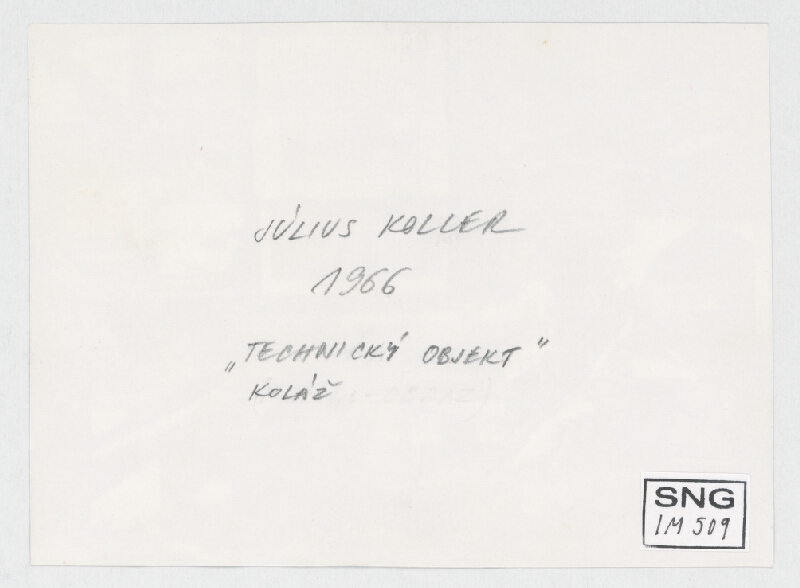 JÚLIUS KOLLER
1966
„TECHNICKÝ OBJEKT"
KOLÁŽ
SNG
IM 509